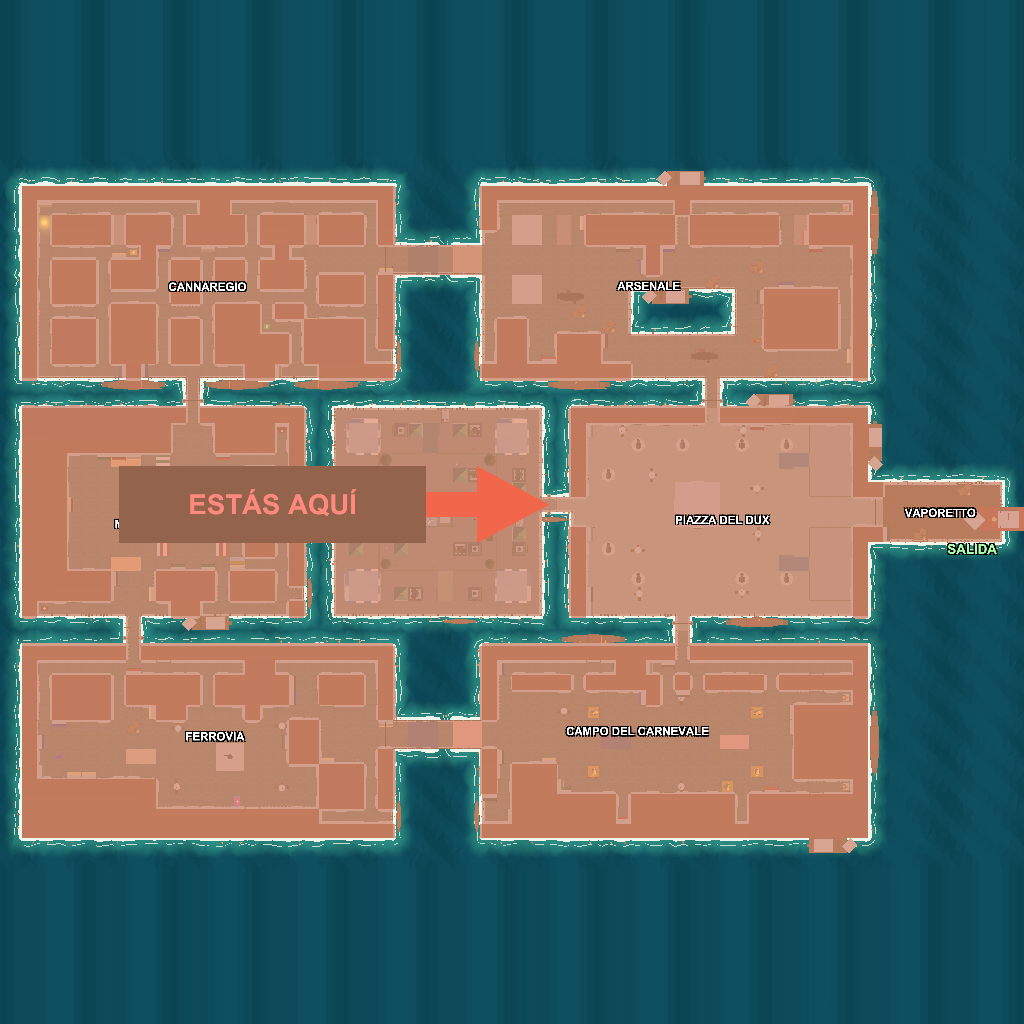 CANNAREGIO
ARSENALE
ESTÁS AQUÍ
PIAZZA DEL DUX
VAPORETTO
SALIDA
CAMPO DEL CARNEVALE
FERROVIA